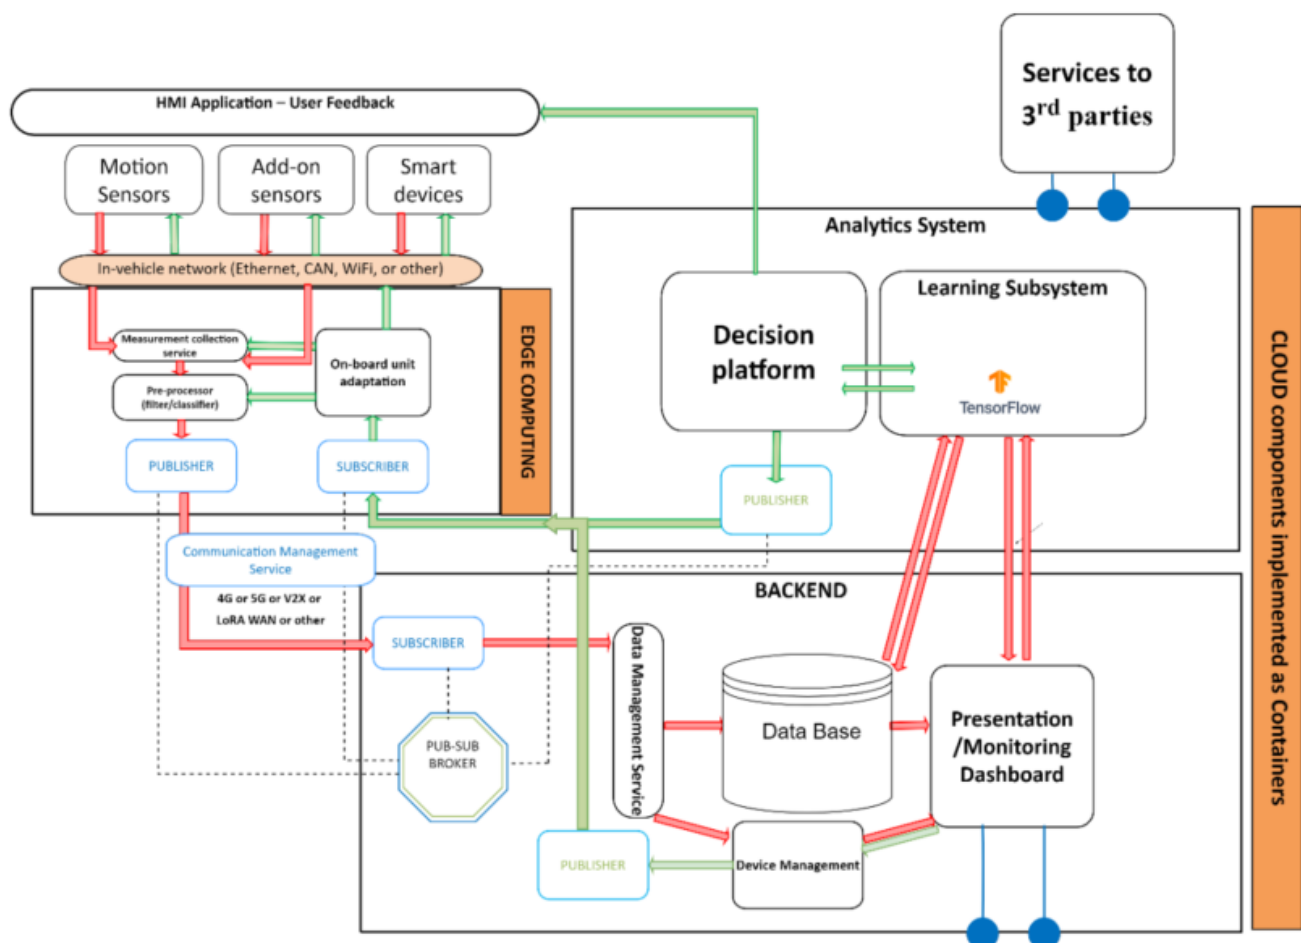 Services to
3rd parties
HMI Application – User Feedback
Motion
Sensors
Add-on
sensors
Smart
devices
In-vehicle network (Ethernet, CAN, WiFi, or other)
Analytics System
Decision
platform
Learning Subsystem
TensorFlow
Measurement collection
service
On-board unit
adaptation
Pre-processor
(filter/classifier)
EDGE COMPUTING
PUBLISHER
SUBSCRIBER
PUBLISHER
CLOUD components implemented as Containers
Communication Management
Service
4G or 5G or V2X or
LoRA WAN or other
BACKEND
SUBSCRIBER
Data Management Service
Data Base
Presentation
/Monitoring
Dashboard
PUB-SUB
BROKER
PUBLISHER
Device Management